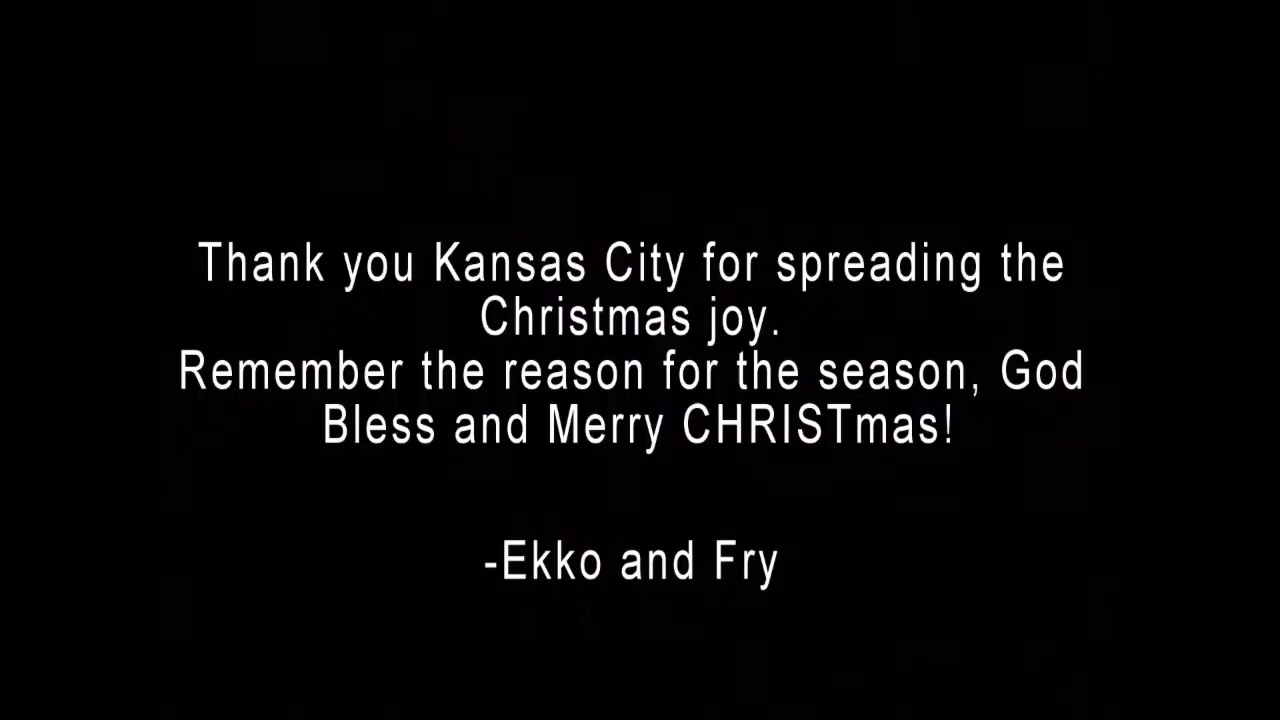 Thank you Kansas City for spreading the
Christmas joy.
Remember the reason for the season, God
Bless and Merry CHRISTmas!
-Ekko and Fry